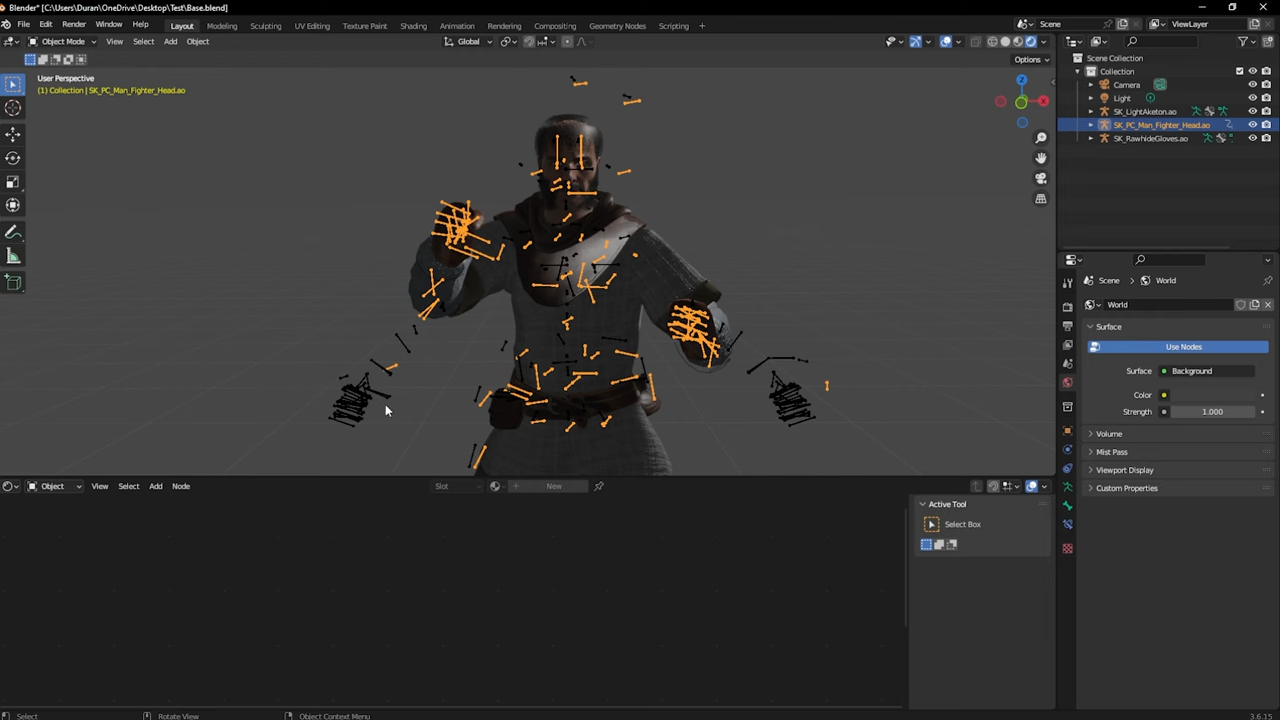 Blender* [C:\Users\Duran\OneDrive\Desktop\Test\Base.blend]
File Edit Render Window Help Layout Modeling Sculpting UV Editing Texture Paint Shading Animation Rendering Compositing Geometry Nodes Scripting + Scene ViewLayer
Object Mode View Select Add Object Global
Options
User Perspective
(1) Collection | SK_PC_Man_Fighter_Head.ao
Z
X
Scene Collection
Collection
Camera
Light
SK_LightAketon.ao
SK_PC_Man_Fighter_Head.ao
SK_RawhideGloves.ao
Scene World
World
Surface
Use Nodes
Surface Background
Color
Strength 1.000
Volume
Mist Pass
Viewport Display
Custom Properties
Object View Select Add Node Slot New
Active Tool
Select Box
Select Rotate View Object Context Menu 3.6.15